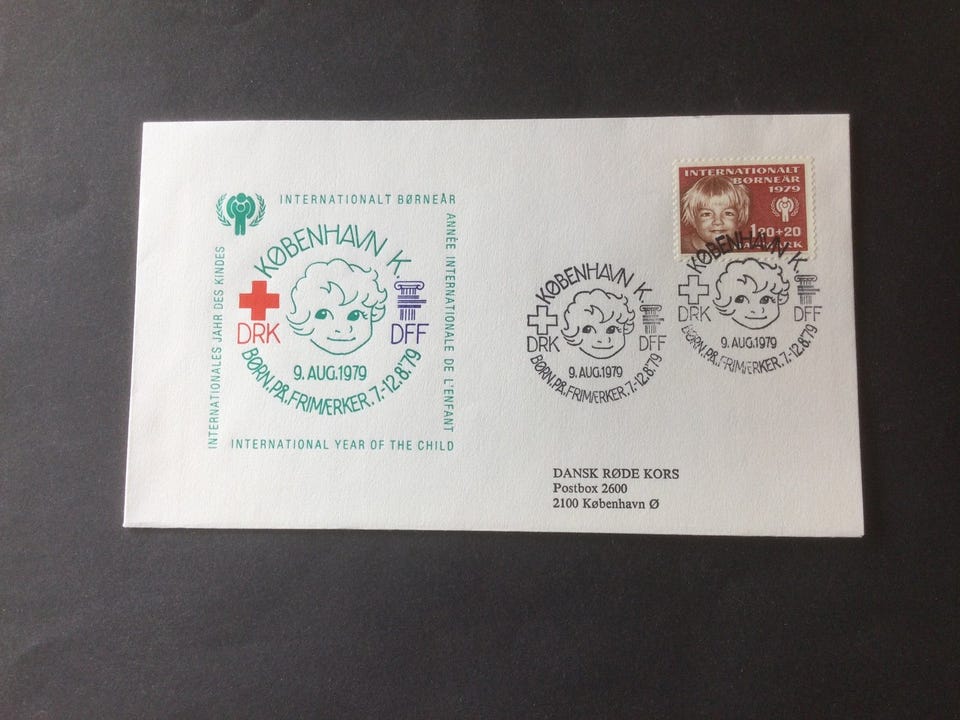 INTERNATIONALT BØRNEÅR
INTERNATIONALES JAHR DES KINDES
ANNÉE INTERNATIONALE DE L'ENFANT
INTERNATIONAL YEAR OF THE CHILD
KØBENHAVN K.
DRK
DFF
9. AUG.1979
BØRN.PÅ.FRIMÆRKER.7.-12.8.79
INTERNATIONALT
BØRNEÅR
1979
120+20
DANMARK
KØBENHAVN K.
DRK
DFF
9. AUG.1979
BØRN.PÅ.FRIMÆRKER.7.-12.8.79
KØBENHAVN K.
DRK
DFF
9. AUG.1979
BØRN.PÅ.FRIMÆRKER.7.-12.8.79
DANSK RØDE KORS
Postbox 2600
2100 København Ø